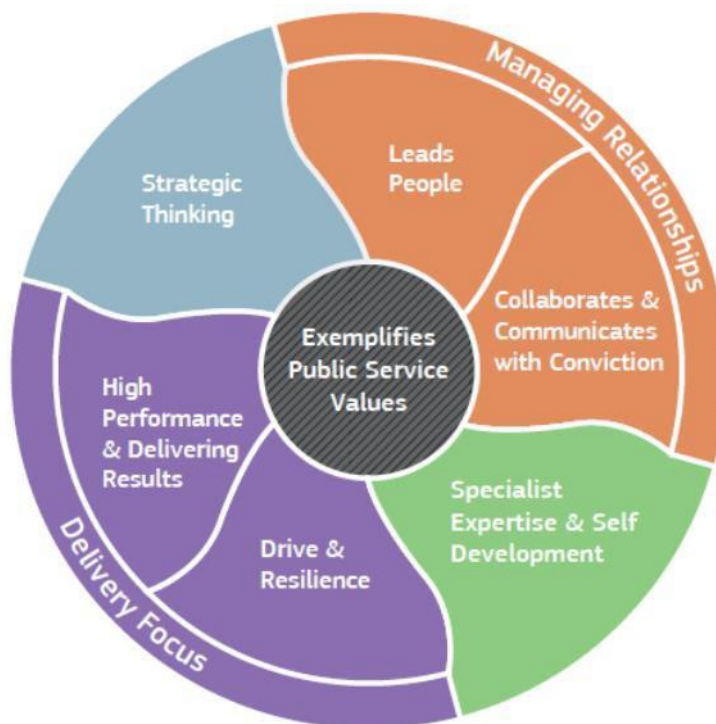 Managing Relationships
Leads
People
Strategic
Thinking
Collaborates &
Communicates
with Conviction
Exemplifies
Public Service
Values
High
Performance
& Delivering
Results
Specialist
Expertise & Self
Development
Drive &
Resilience
Delivery Focus